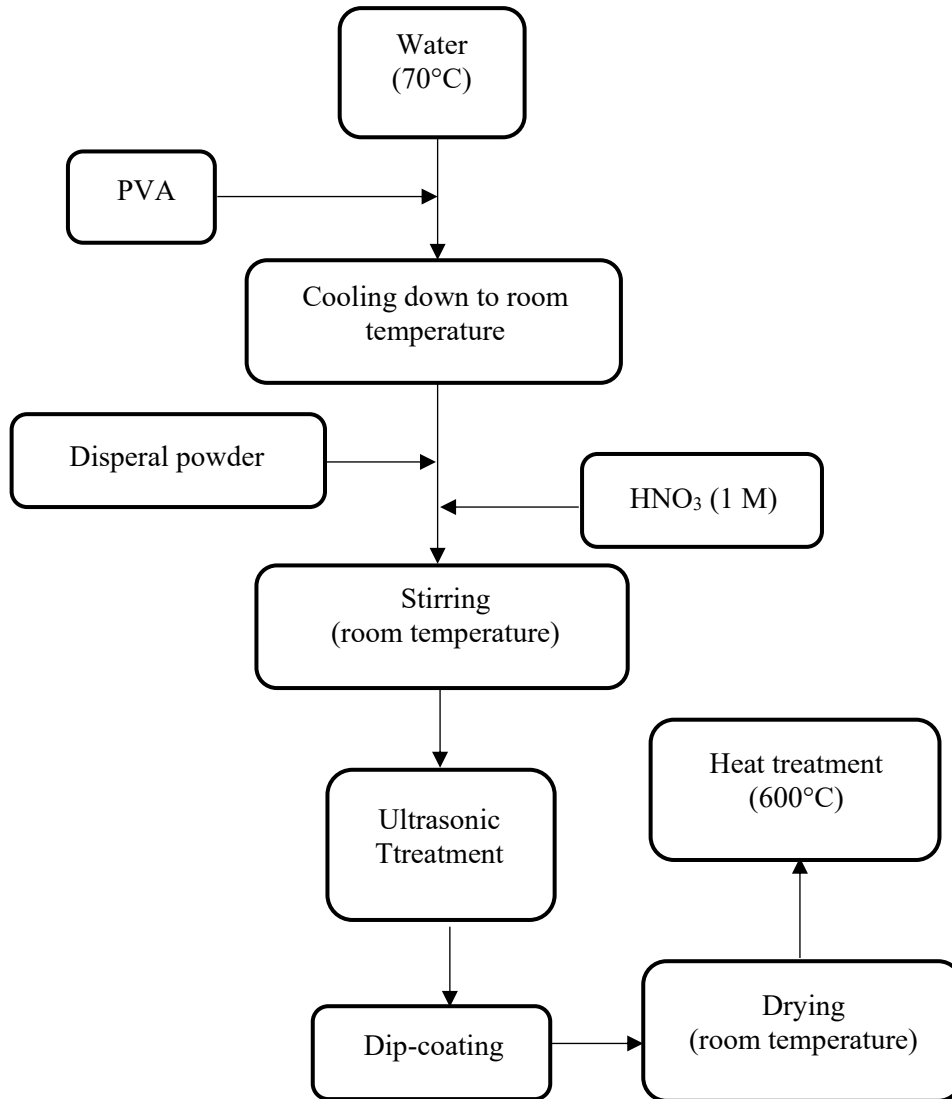 Water
(70°C)
PVA
Cooling down to room
temperature
Disperal powder
HNO₃ (1 M)
Stirring
(room temperature)
Heat treatment
(600°C)
Ultrasonic
Ttreatment
Drying
(room temperature)
Dip-coating